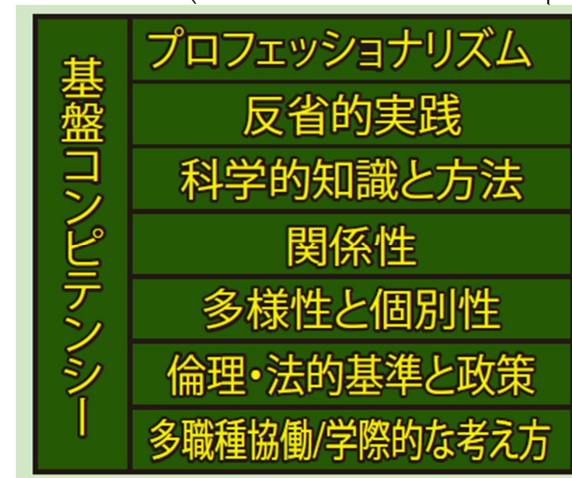 基盤コンピテンシー
プロフェッショナリズム
反省的実践
科学的知識と方法
関係性
多様性と個別性
倫理・法的基準と政策
多職種協働/学際的な考え方